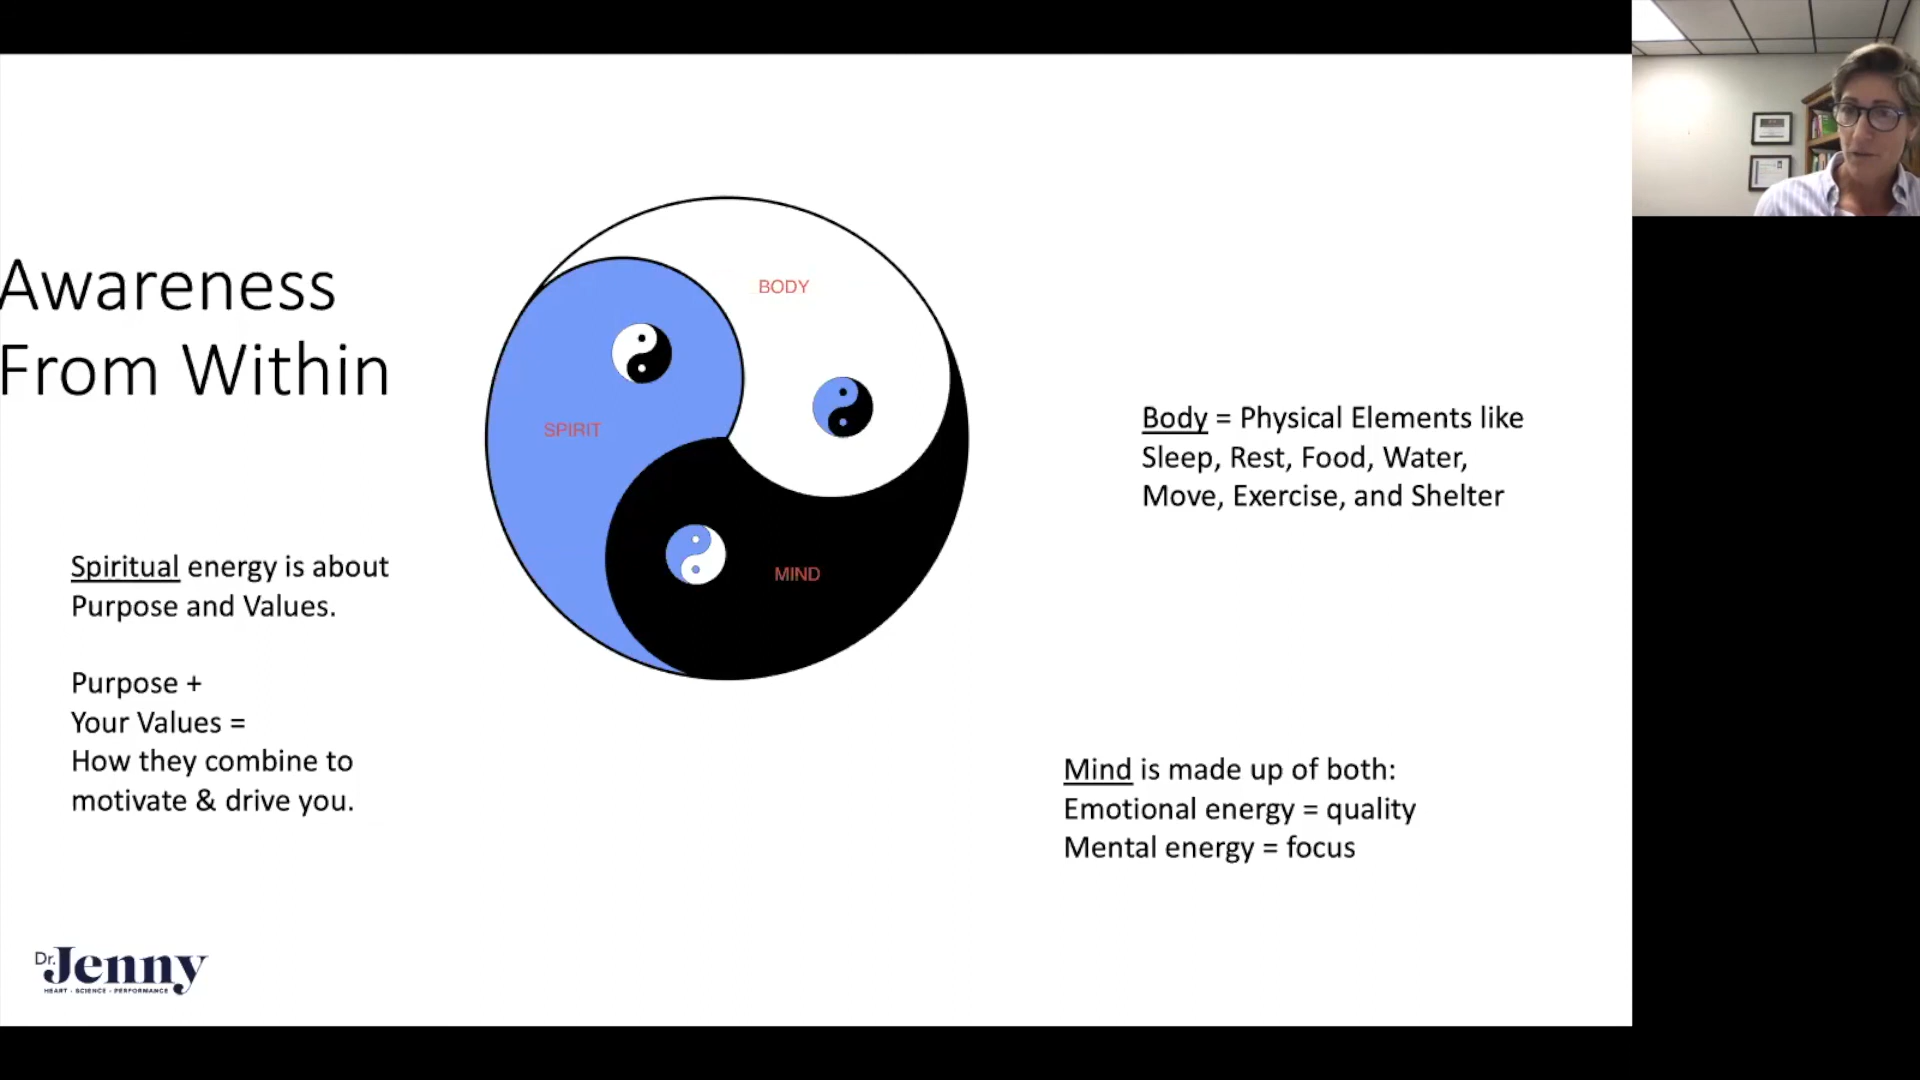 Awareness
From Within
BODY
SPIRIT
MIND
Body = Physical Elements like
Sleep, Rest, Food, Water,
Move, Exercise, and Shelter
Spiritual energy is about
Purpose and Values.
Purpose +
Your Values =
How they combine to
motivate & drive you.
Mind is made up of both:
Emotional energy = quality
Mental energy = focus
Dr. Jenny
HEART - SCIENCE - PERFORMANCE